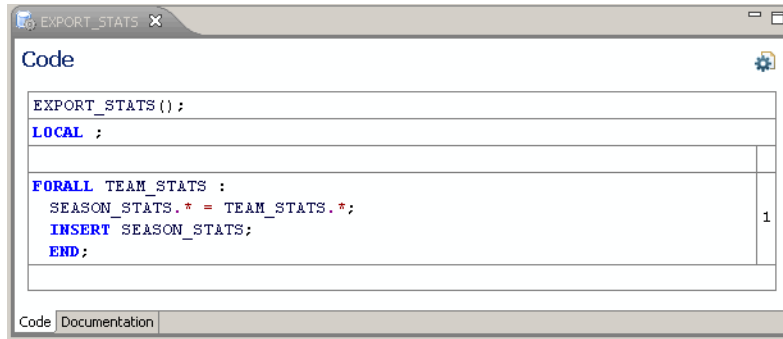 EXPORT_STATS
Code
EXPORT_STATS();
LOCAL ;
FORALL TEAM_STATS :
SEASON_STATS.* = TEAM_STATS.*;
INSERT SEASON_STATS;
END;
1
Code Documentation